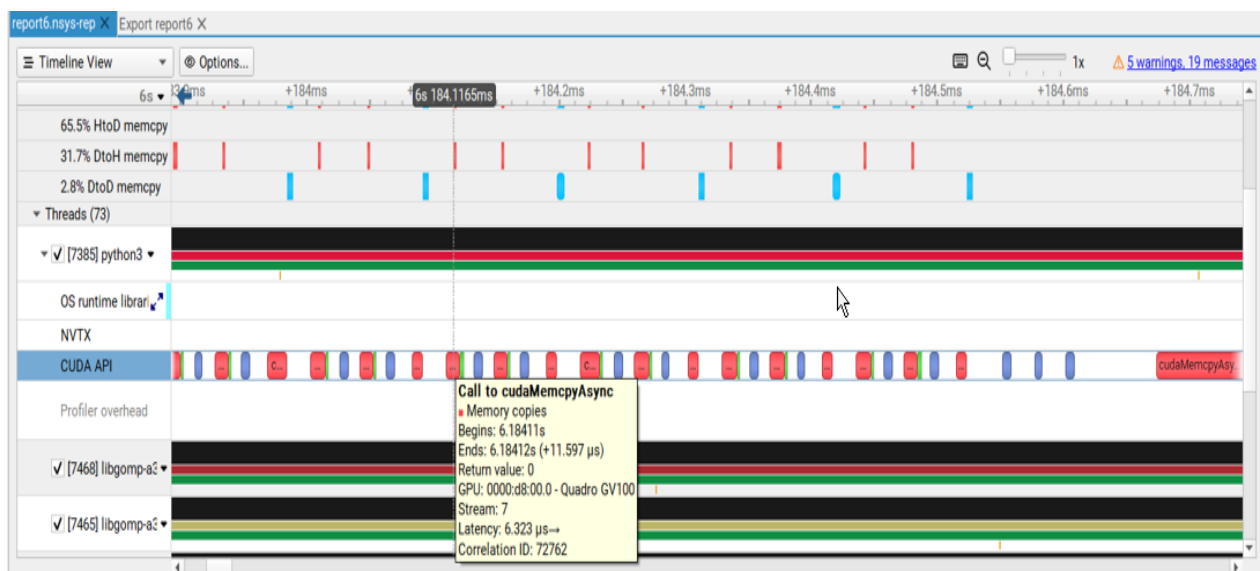 report6.nsys-rep X Export report6 X
Timeline View Options... 1x 5 warnings, 19 messages
6s +184ms 6s 184.1165ms +184.2ms +184.3ms +184.4ms +184.5ms +184.6ms +184.7ms
65.5% HtoD memcpy
31.7% DtoH memcpy
2.8% DtoD memcpy
Threads (73)
[7385] python3
OS runtime librari
NVTX
CUDA API c... c... cudaMemcpyAsy...
Call to cudaMemcpyAsync
Memory copies
Begins: 6.18411s
Ends: 6.18412s (+11.597 µs)
Return value: 0
GPU: 0000:d8:00.0 - Quadro GV100
Stream: 7
Latency: 6.323 µs→
Correlation ID: 72762
Profiler overhead
[7468] libgomp-a3
[7465] libgomp-a3